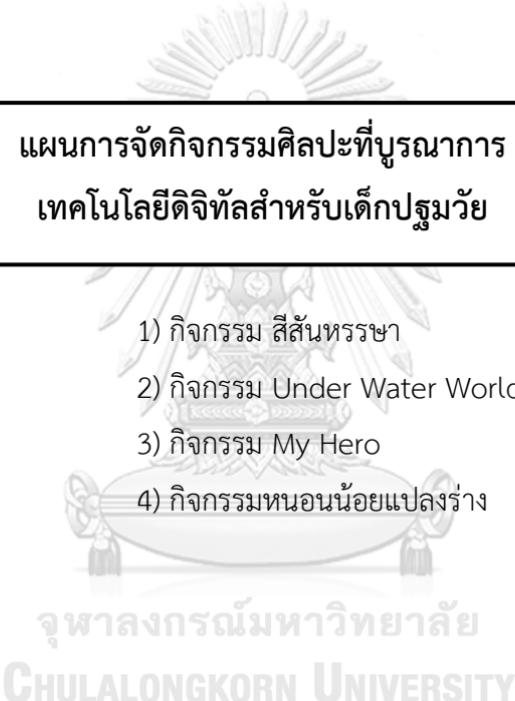 แผนการจัดกิจกรรมศิลปะที่บูรณาการ
เทคโนโลยีดิจิทัลสำหรับเด็กปฐมวัย
1) กิจกรรม สีสันหรรษา
2) กิจกรรม Under Water World
3) กิจกรรม My Hero
4) กิจกรรมหนอนน้อยแปลงร่าง
จุฬาลงกรณ์มหาวิทยาลัย
CHULALONGKORN UNIVERSITY